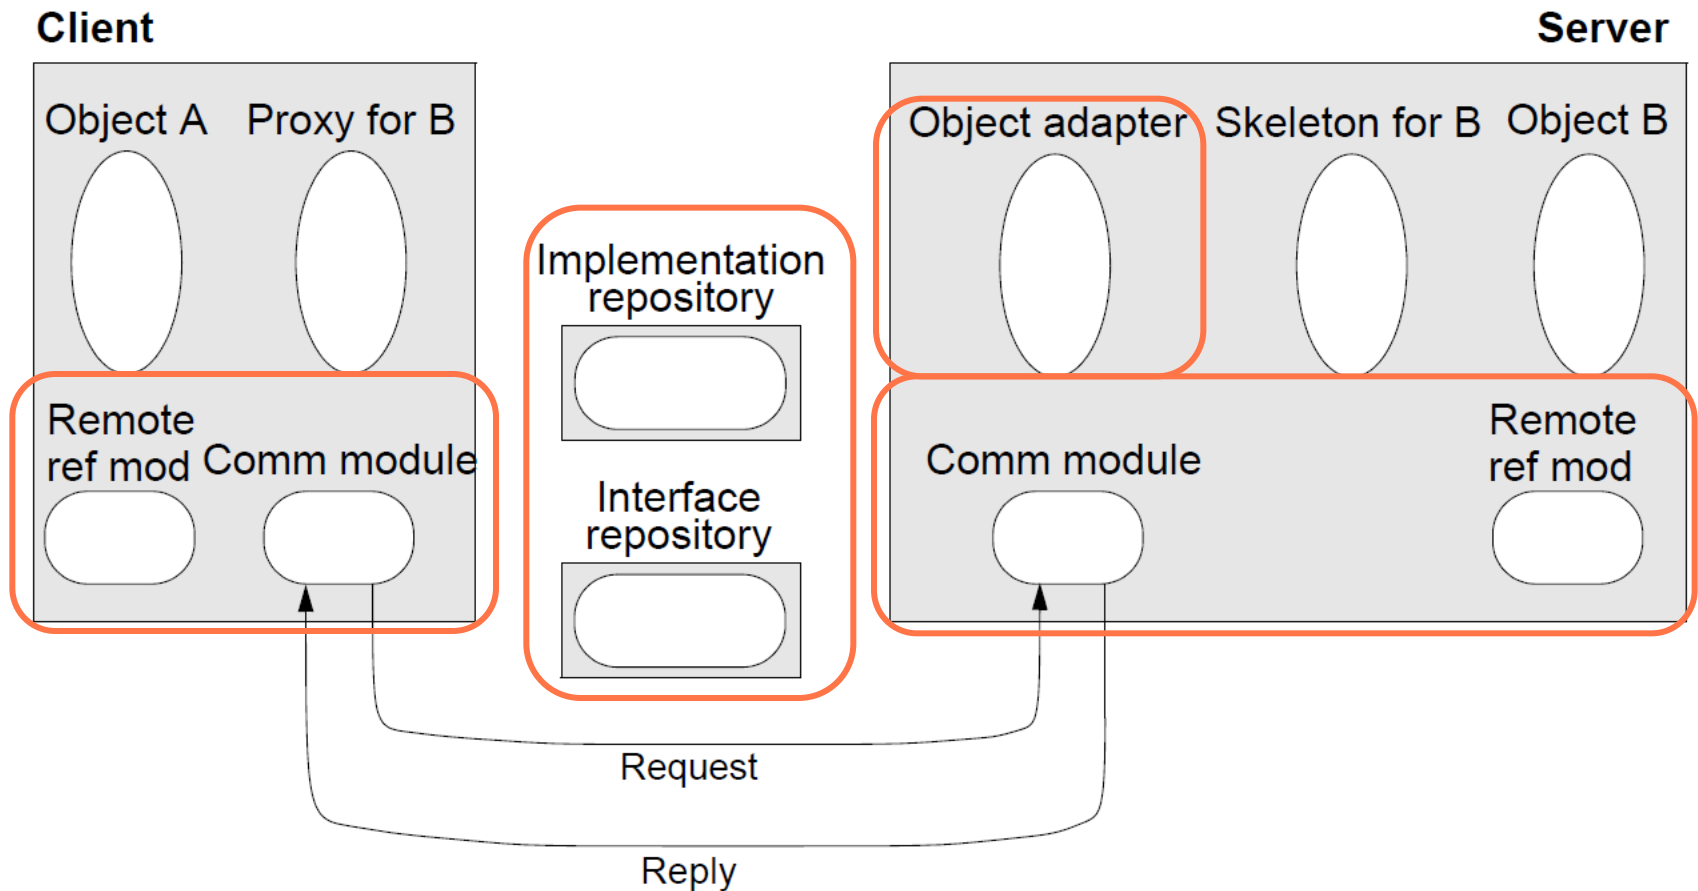 Client
Server
Object A
Proxy for B
Object adapter
Skeleton for B
Object B
Implementation
repository
Remote
ref mod
Comm module
Interface
repository
Comm module
Remote
ref mod
Request
Reply